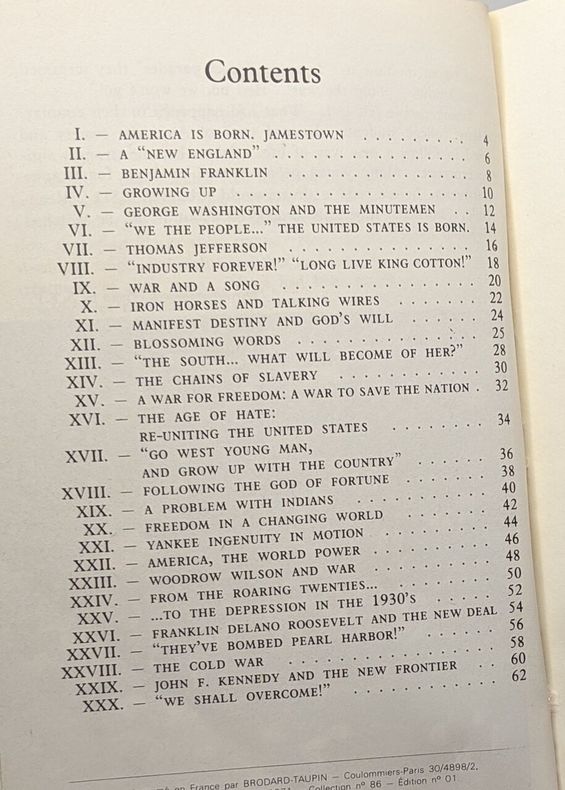 Contents
I. — AMERICA IS BORN. JAMESTOWN . . . . . . . . . 4
II. — A “NEW ENGLAND” . . . . . . . . . . . . . . . . 6
III. — BENJAMIN FRANKLIN . . . . . . . . . . . . . . 8
IV. — GROWING UP . . . . . . . . . . . . . . . . . . . 10
V. — GEORGE WASHINGTON AND THE MINUTEMEN . . 12
VI. — “WE THE PEOPLE...” THE UNITED STATES IS BORN. 14
VII. — THOMAS JEFFERSON . . . . . . . . . . . . . . 16
VIII. — “INDUSTRY FOREVER!” “LONG LIVE KING COTTON!” 18
IX. — WAR AND A SONG . . . . . . . . . . . . . . . 20
X. — IRON HORSES AND TALKING WIRES . . . . . . . 22
XI. — MANIFEST DESTINY AND GOD’S WILL . . . . . . 24
XII. — BLOSSOMING WORDS . . . . . . . . . . . . . . 25
XIII. — “THE SOUTH... WHAT WILL BECOME OF HER?” 28
XIV. — THE CHAINS OF SLAVERY . . . . . . . . . . . 30
XV. — A WAR FOR FREEDOM: A WAR TO SAVE THE NATION . 32
XVI. — THE AGE OF HATE:
RE-UNITING THE UNITED STATES . . . . . . . . 34
XVII. — “GO WEST YOUNG MAN,
AND GROW UP WITH THE COUNTRY” . . . . . . 36
XVIII. — FOLLOWING THE GOD OF FORTUNE . . . . . . . 38
XIX. — A PROBLEM WITH INDIANS . . . . . . . . . . 40
XX. — FREEDOM IN A CHANGING WORLD . . . . . . . 42
XXI. — YANKEE INGENUITY IN MOTION . . . . . . . . 44
XXII. — AMERICA, THE WORLD POWER . . . . . . . . . 46
XXIII. — WOODROW WILSON AND WAR . . . . . . . . . 48
XXIV. — FROM THE ROARING TWENTIES... . . . . . . . . 50
XXV. — ...TO THE DEPRESSION IN THE 1930’S . . . . . 52
XXVI. — FRANKLIN DELANO ROOSEVELT AND THE NEW DEAL 54
XXVII. — “THEY’VE BOMBED PEARL HARBOR!” . . . . . . 56
XXVIII. — THE COLD WAR . . . . . . . . . . . . . . . 58
XXIX. — JOHN F. KENNEDY AND THE NEW FRONTIER . . 60
XXX. — “WE SHALL OVERCOME!” . . . . . . . . . . . 62
en France par BRODARD-TAUPIN — Coulommiers-Paris 30/4898/2.
Collection nº 86 — Édition nº 01